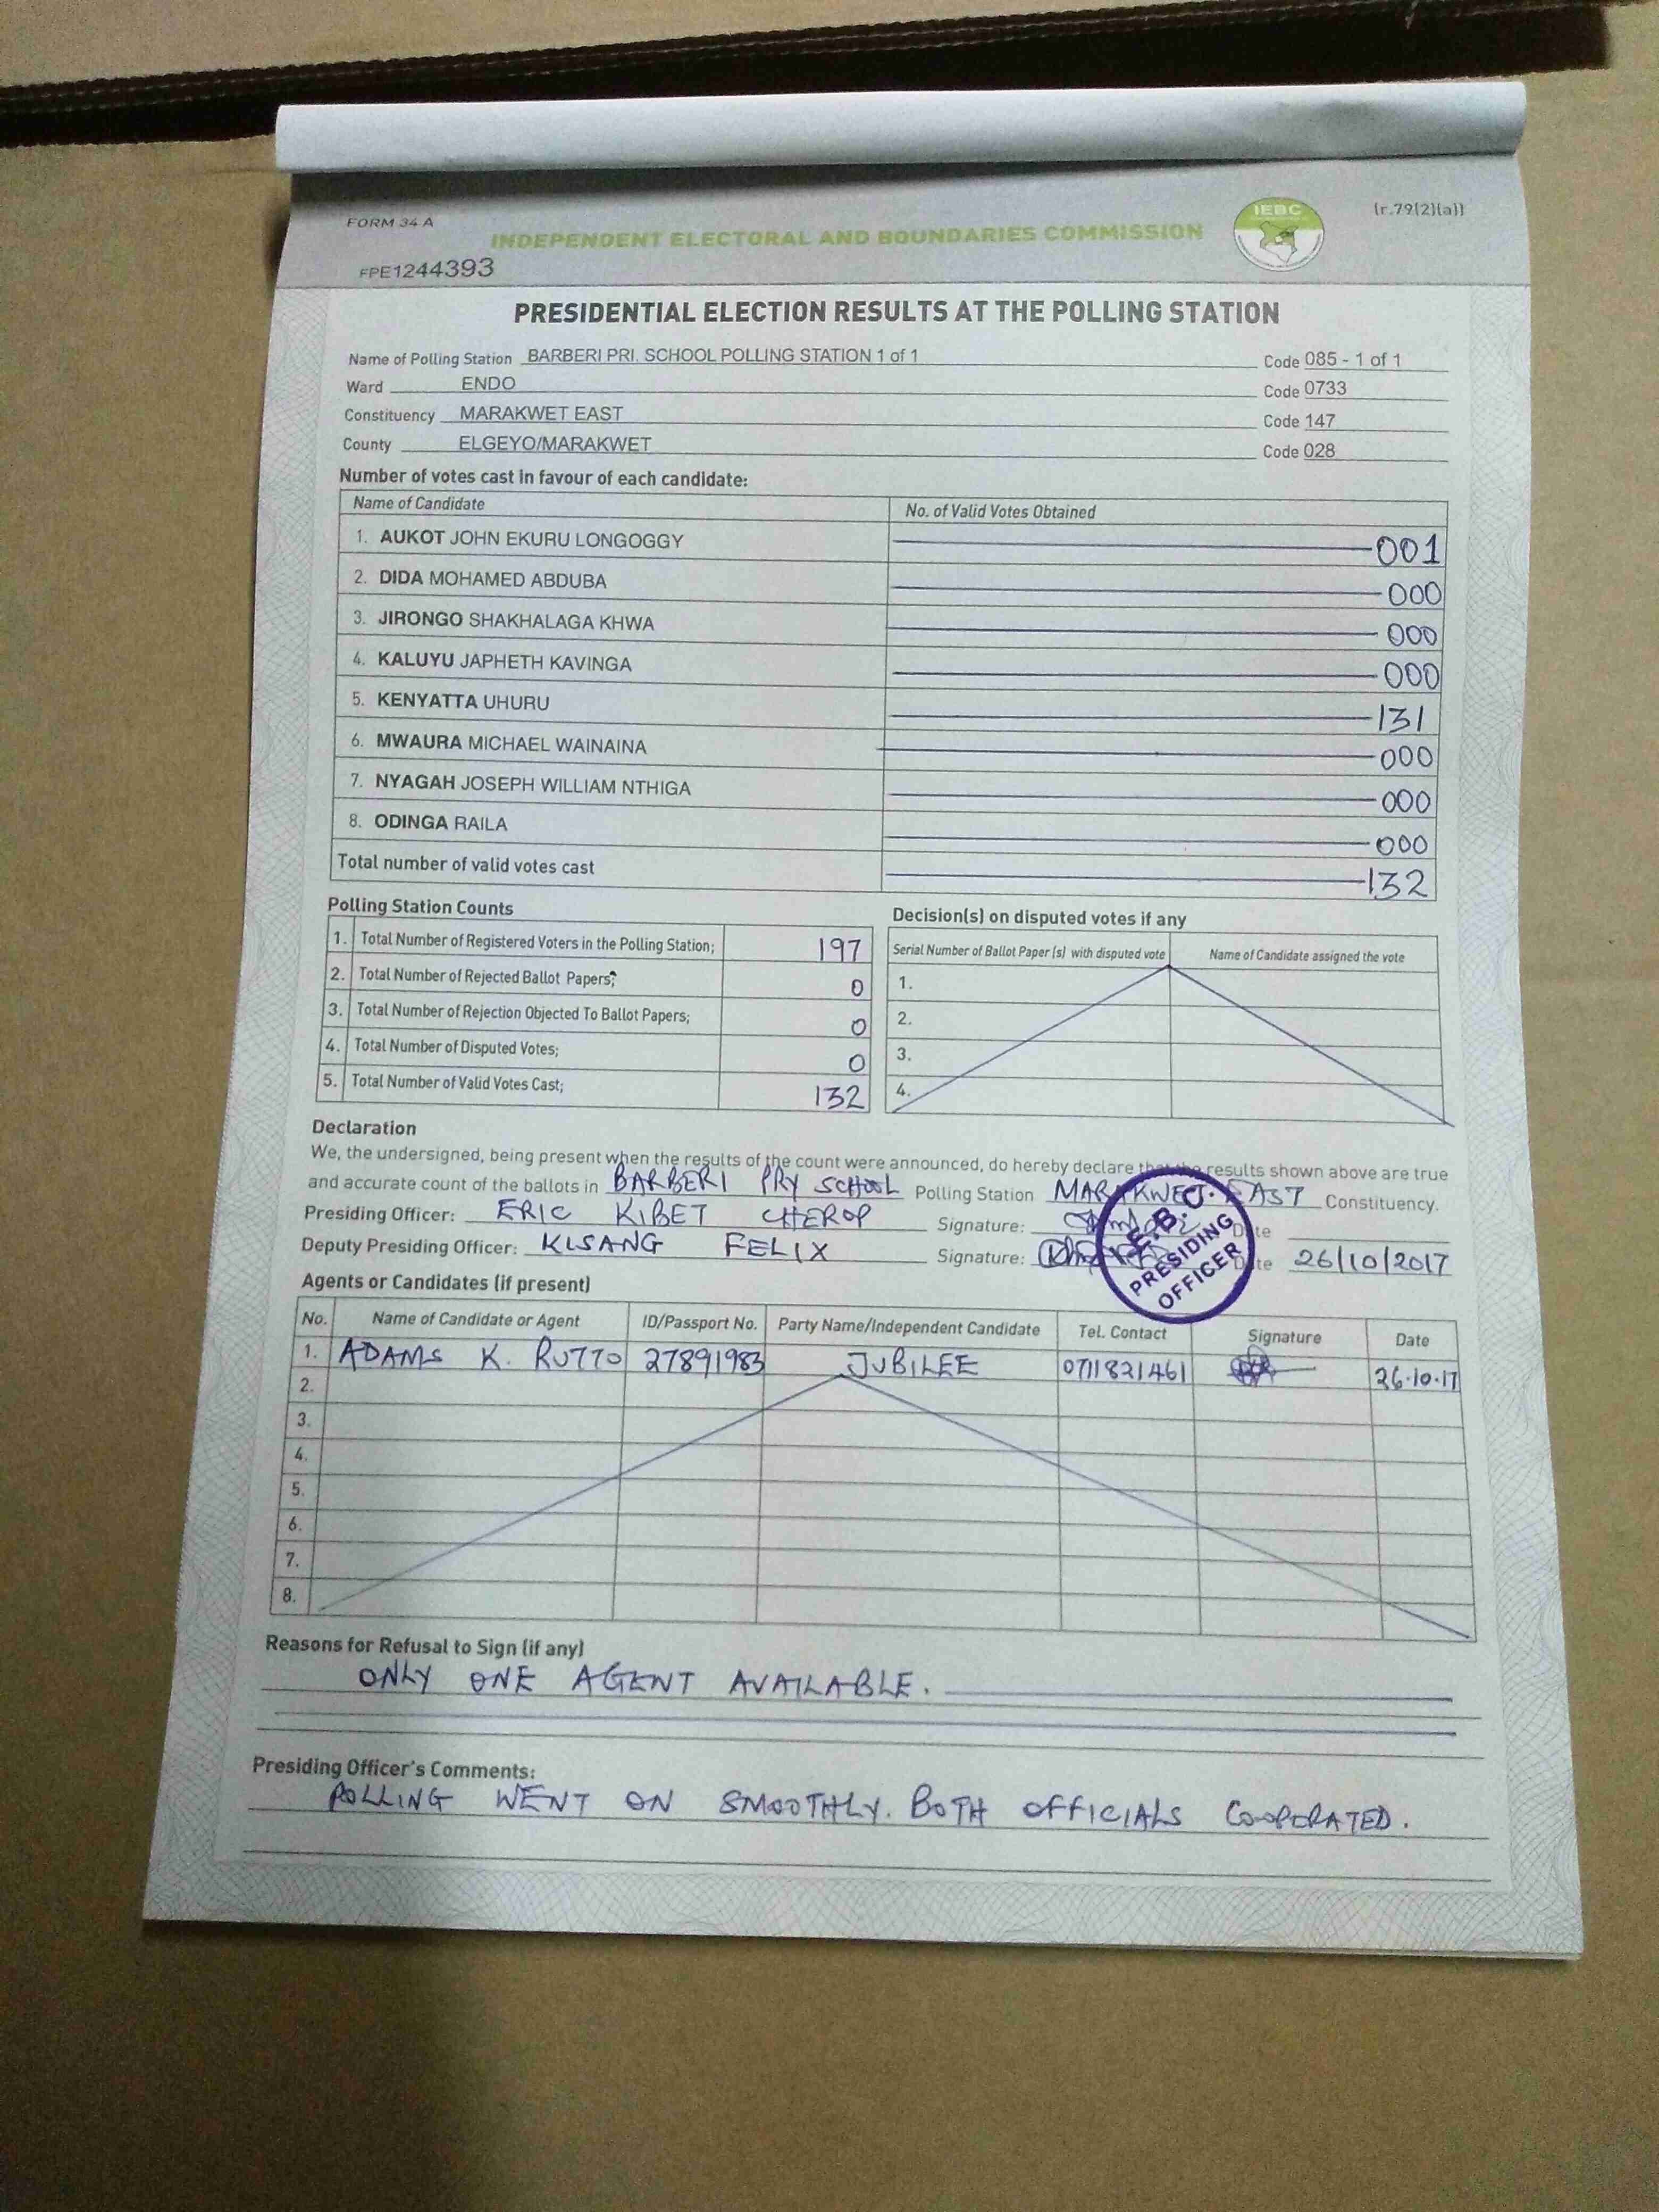 FORM 34 A
INDEPENDENT ELECTORAL AND BOUNDARIES COMMISSION
IEBC
(r.79(2)(a))
FPE1244393
PRESIDENTIAL ELECTION RESULTS AT THE POLLING STATION
Name of Polling Station BARBERI PRI. SCHOOL POLLING STATION 1 of 1 Code 085 - 1 of 1
Ward ENDO Code 0733
Constituency MARAKWET EAST Code 147
County ELGEYO/MARAKWET Code 028
Number of votes cast in favour of each candidate:
Name of Candidate No. of Valid Votes Obtained
1. AUKOT JOHN EKURU LONGOGGY 001
2. DIDA MOHAMED ABDUBA 000
3. JIRONGO SHAKHALAGA KHWA 000
4. KALUYU JAPHETH KAVINGA 000
5. KENYATTA UHURU 131
6. MWAURA MICHAEL WAINAINA 000
7. NYAGAH JOSEPH WILLIAM NTHIGA 000
8. ODINGA RAILA 000
Total number of valid votes cast 132
Polling Station Counts
1. Total Number of Registered Voters in the Polling Station; 197
2. Total Number of Rejected Ballot Papers; 0
3. Total Number of Rejection Objected To Ballot Papers; 0
4. Total Number of Disputed Votes; 0
5. Total Number of Valid Votes Cast; 132
Decision(s) on disputed votes if any
Serial Number of Ballot Paper (s) with disputed vote Name of Candidate assigned the vote
1.
2.
3.
4.
Declaration
We, the undersigned, being present when the results of the count were announced, do hereby declare that the results shown above are true
and accurate count of the ballots in BARBERI PRY SCHOOL Polling Station MARAKWET EAST Constituency.
Presiding Officer: ERIC KIBET CHEROP Signature: Date
Deputy Presiding Officer: KISANG FELIX Signature: Date 26/10/2017
PRESIDING
OFFICER
Agents or Candidates (if present)
No. Name of Candidate or Agent ID/Passport No. Party Name/Independent Candidate Tel. Contact Signature Date
1. ADAMS K. RUTTO 27891983 JUBILEE 0711821461 26.10.17
2.
3.
4.
5.
6.
7.
8.
Reasons for Refusal to Sign (if any)
ONLY ONE AGENT AVAILABLE.
Presiding Officer's Comments:
POLLING WENT ON SMOOTHLY. BOTH OFFICIALS COOPERATED.